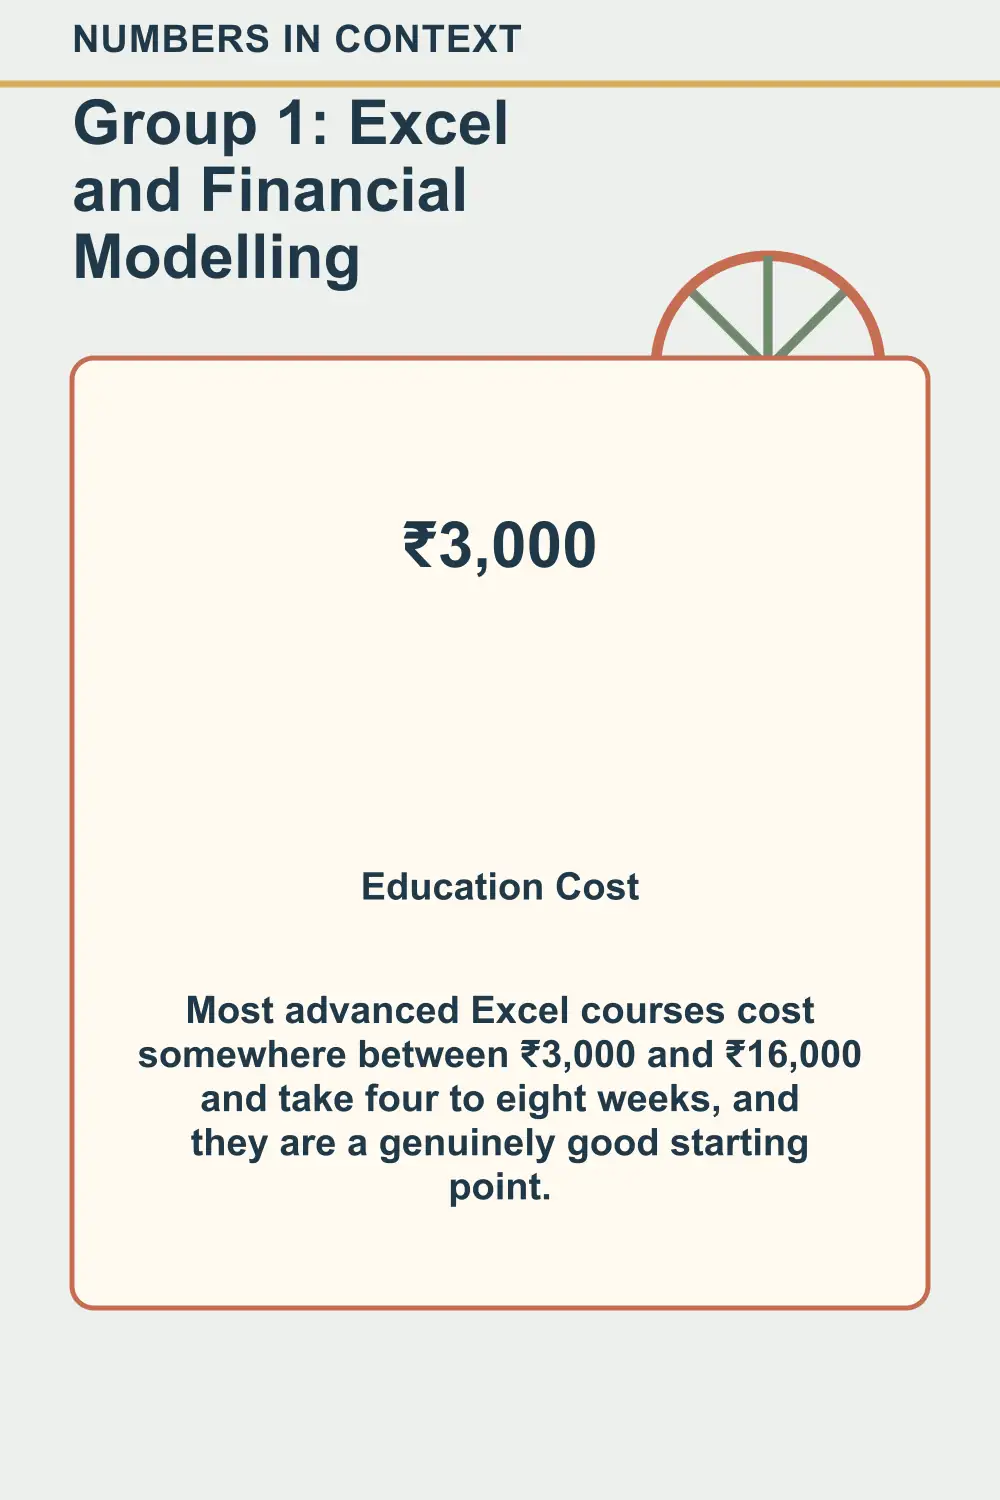 NUMBERS IN CONTEXT
Group 1: Excel
and Financial
Modelling
₹3,000
Education Cost
Most advanced Excel courses cost
somewhere between ₹3,000 and ₹16,000
and take four to eight weeks, and
they are a genuinely good starting
point.